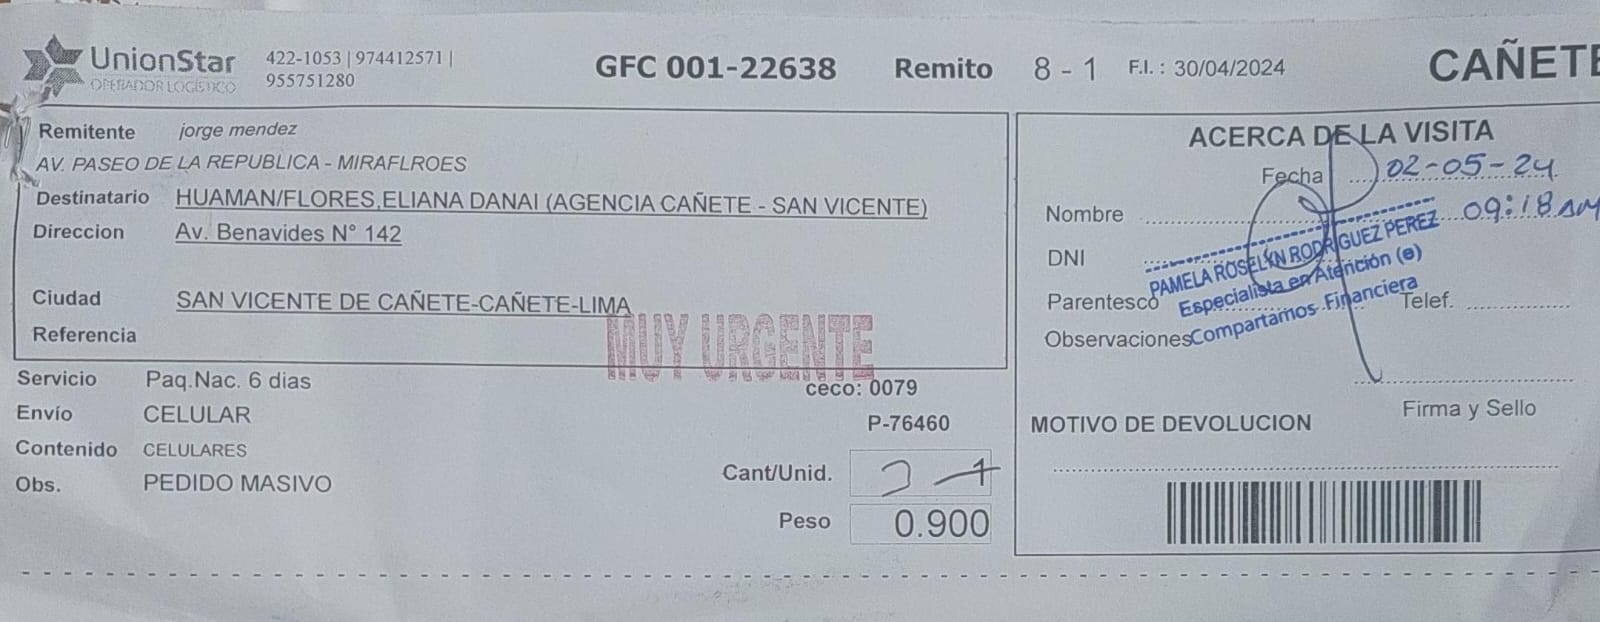 UnionStar
OPERADOR LOGÍSTICO
422-1053 | 974412571 |
955751280
GFC 001-22638
Remito 8 - 1
F.I. : 30/04/2024
CAÑETE
Remitente jorge mendez
AV. PASEO DE LA REPUBLICA - MIRAFLROES
Destinatario HUAMAN/FLORES,ELIANA DANAI (AGENCIA CAÑETE - SAN VICENTE)
Direccion Av. Benavides N° 142
Ciudad SAN VICENTE DE CAÑETE-CAÑETE-LIMA
Referencia
MUY URGENTE
Servicio Paq.Nac. 6 dias
Envío CELULAR
Contenido CELULARES
Obs. PEDIDO MASIVO
ceco: 0079
P-76460
Cant/Unid.
Peso 0.900
ACERCA DE LA VISITA
Fecha 02-05-24
Nombre 09:18 am
DNI
Parentesco
Telef.
Observaciones
PAMELA ROSELYN RODRIGUEZ PEREZ
Especialista en Atención (e)
Compartamos Financiera
Firma y Sello
MOTIVO DE DEVOLUCION